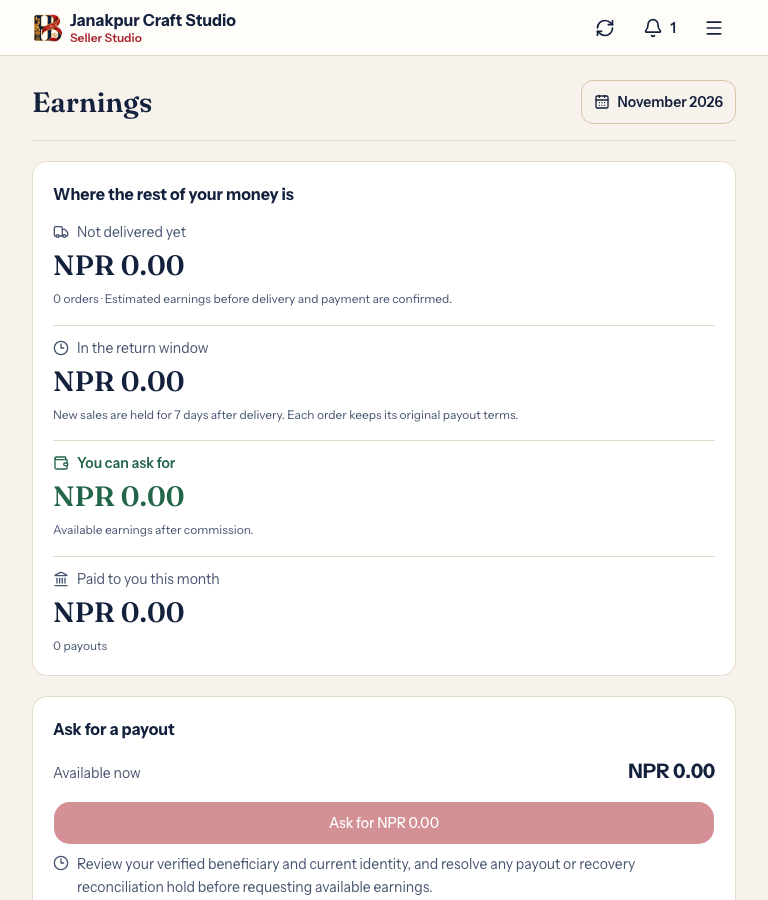 Janakpur Craft Studio
Seller Studio
1
Earnings
November 2026
Where the rest of your money is
Not delivered yet
NPR 0.00
0 orders · Estimated earnings before delivery and payment are confirmed.
In the return window
NPR 0.00
New sales are held for 7 days after delivery. Each order keeps its original payout terms.
You can ask for
NPR 0.00
Available earnings after commission.
Paid to you this month
NPR 0.00
0 payouts
Ask for a payout
Available now
NPR 0.00
Ask for NPR 0.00
Review your verified beneficiary and current identity, and resolve any payout or recovery
reconciliation hold before requesting available earnings.